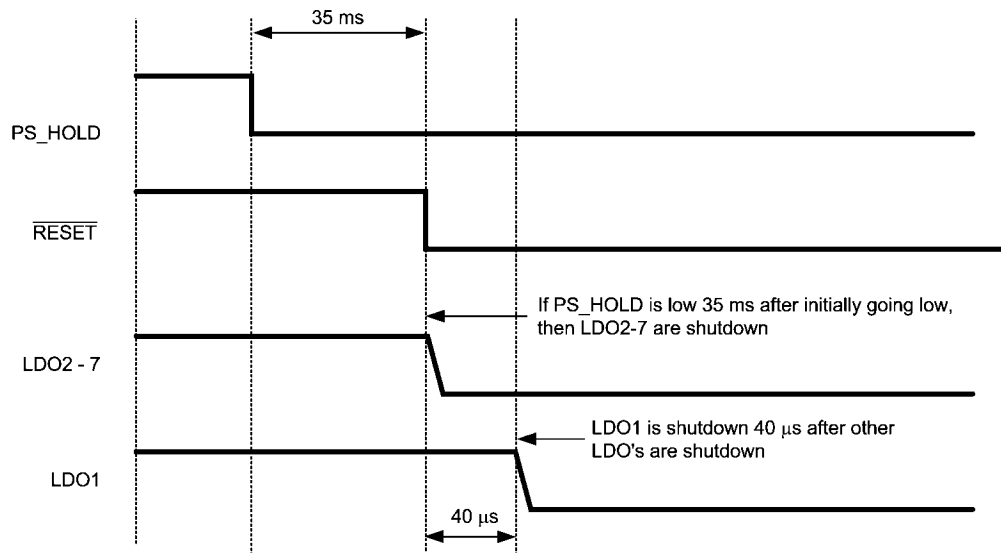 35 ms
PS_HOLD
RESET
If PS_HOLD is low 35 ms after initially going low,
then LDO2-7 are shutdown
LDO2 - 7
LDO1 is shutdown 40 μs after other
LDO's are shutdown
LDO1
40 μs